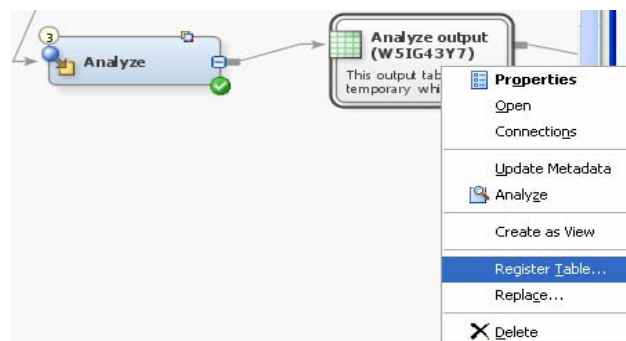 3
Analyze
Analyze output
(W5IG43Y7)
This output tab
temporary whi
Properties
Open
Connections
Update Metadata
Analyze
Create as View
Register Table...
Replace...
Delete